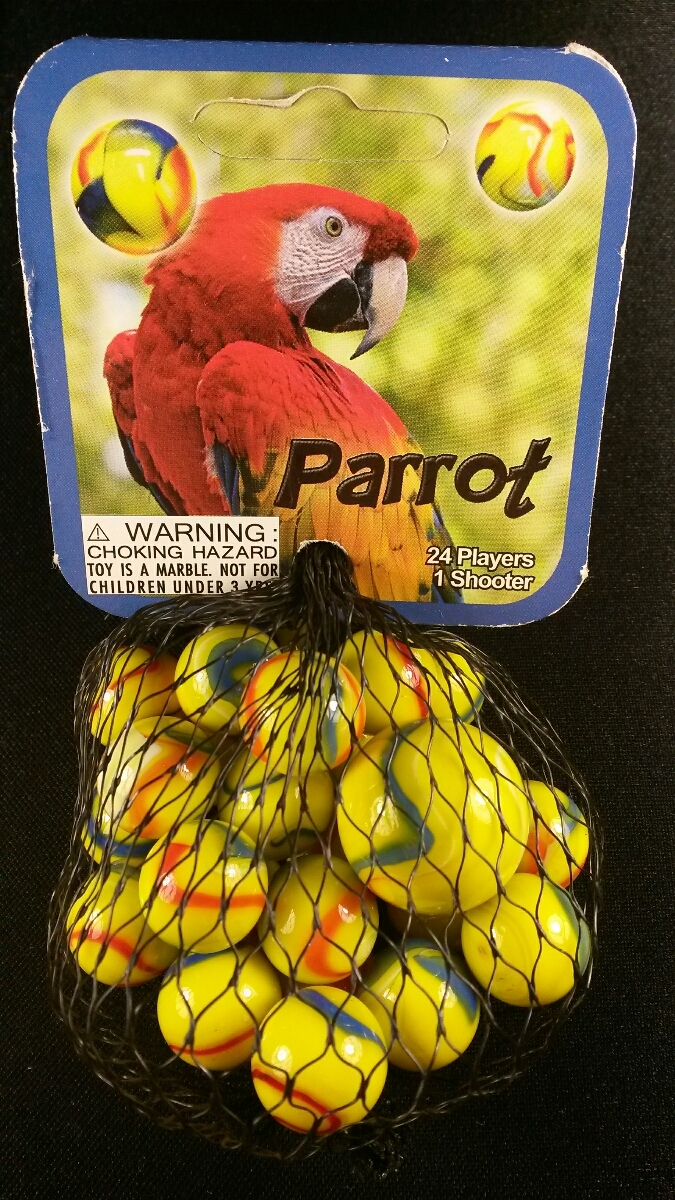 Parrot
24 Players
1 Shooter
⚠ WARNING:
CHOKING HAZARD
TOY IS A MARBLE. NOT FOR
CHILDREN UNDER 3